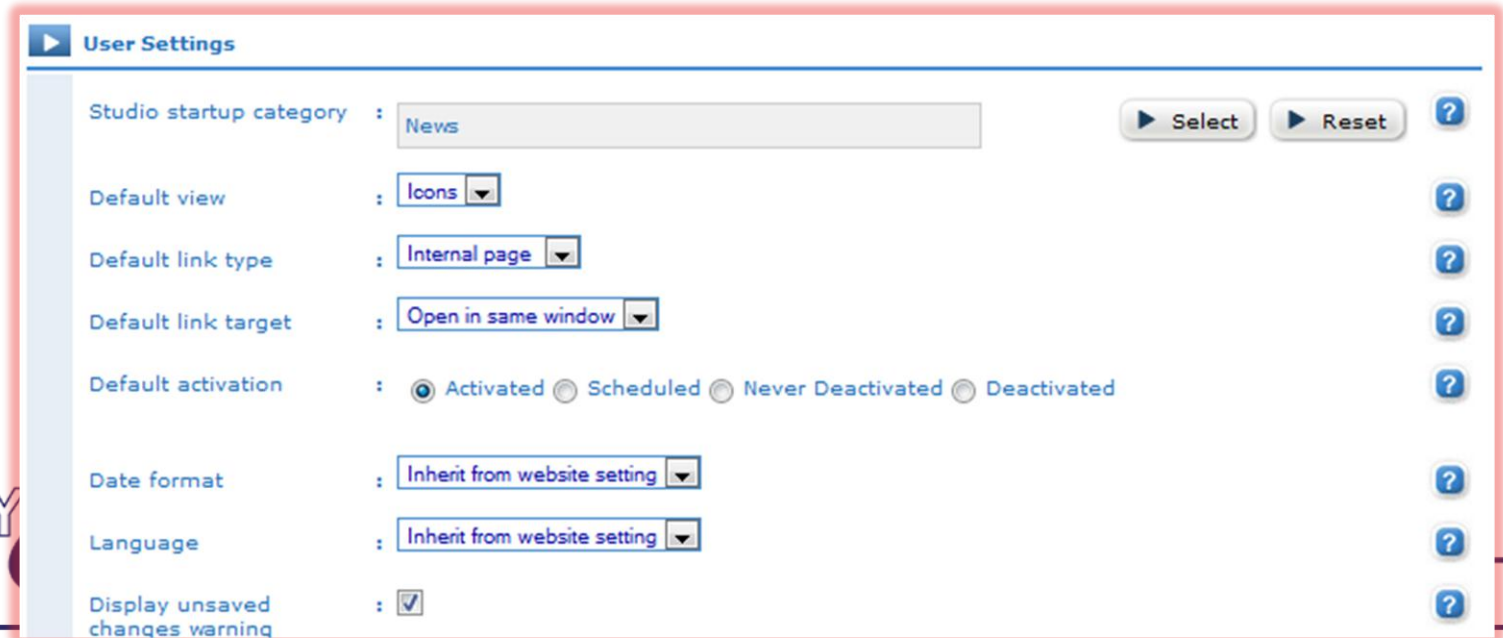 User Settings
Studio startup category : News Select Reset ?
Default view : Icons ?
Default link type : Internal page ?
Default link target : Open in same window ?
Default activation : Activated Scheduled Never Deactivated Deactivated ?
Date format : Inherit from website setting ?
Language : Inherit from website setting ?
Display unsaved : ?
changes warning